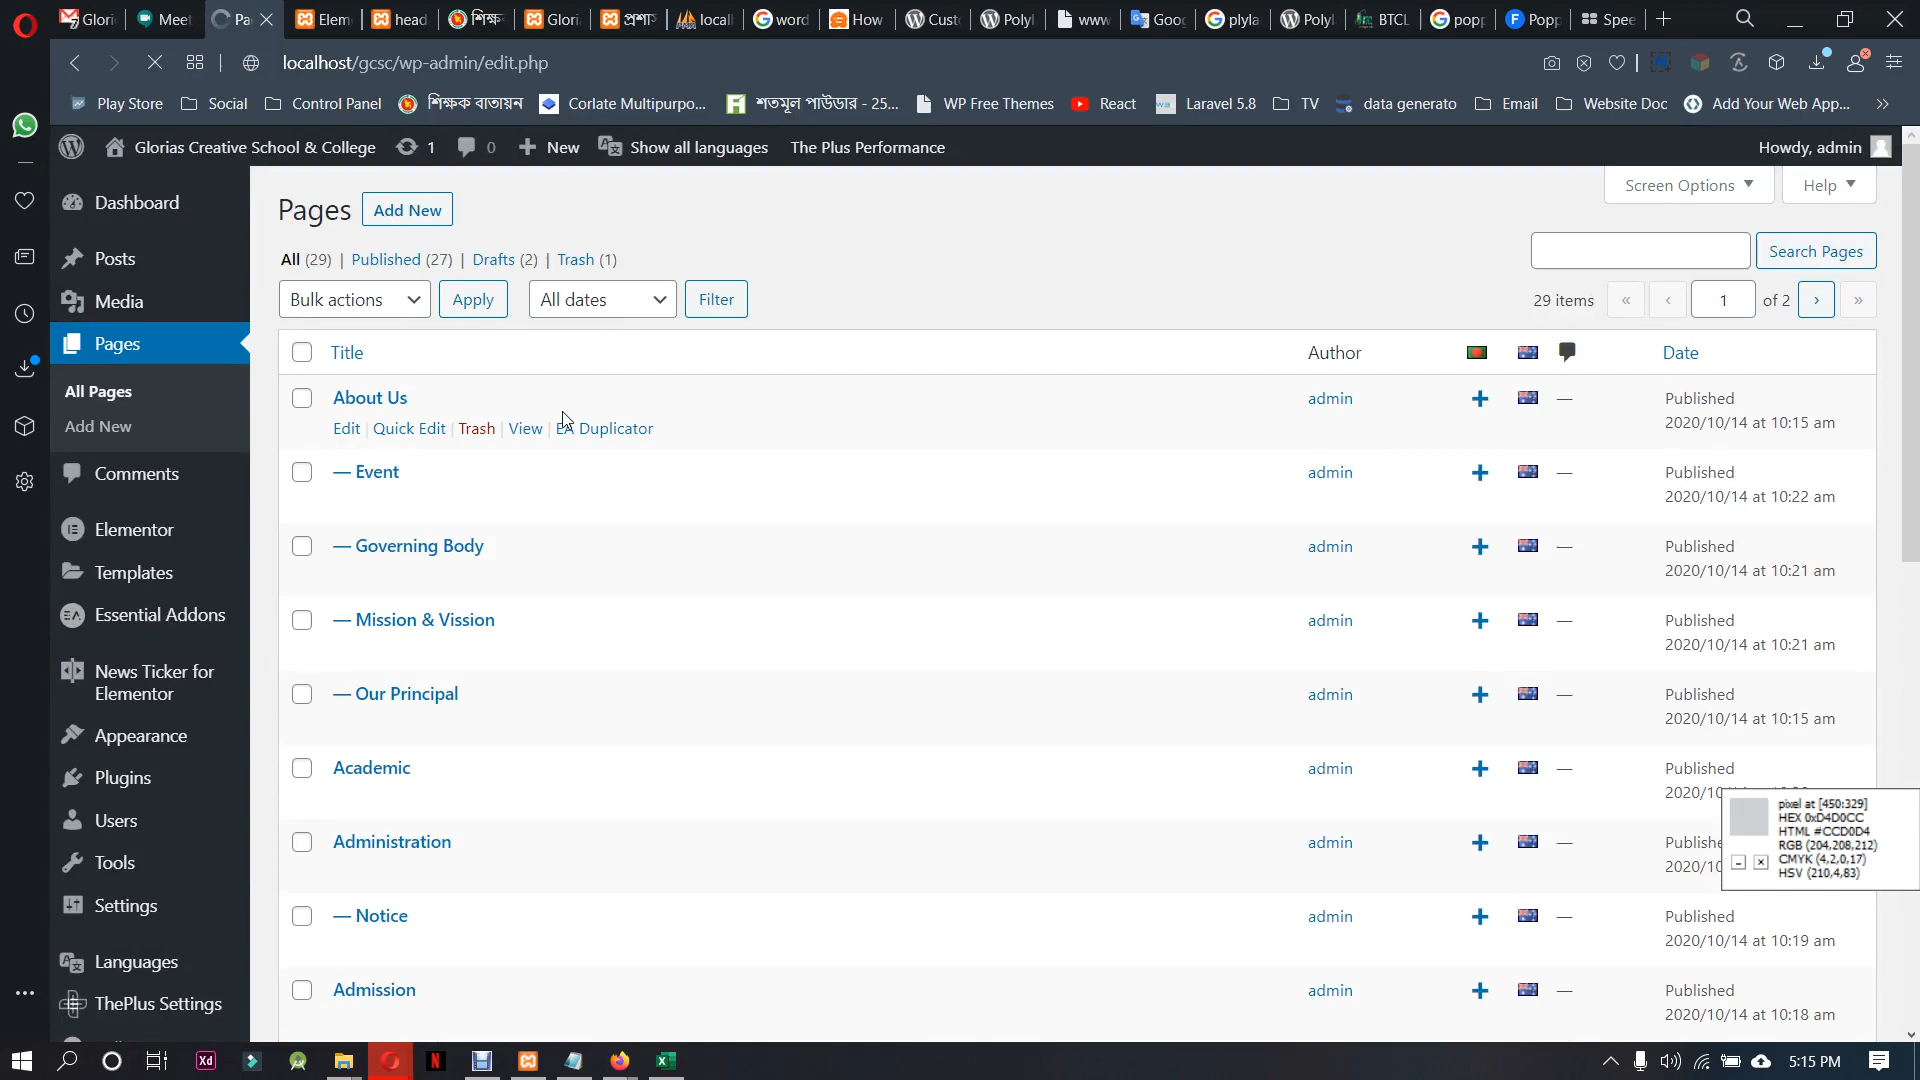 Glori
Meet
Pa
Elem
head
শিক্ষ
Glori
প্রশা
locall
word
How
Custo
Polyl
www
Goog
plyla
Polyl
BTCL
popp
Popp
Spee
localhost/gcsc/wp-admin/edit.php
Play Store
Social
Control Panel
শিক্ষক বাতায়ন
Corlate Multipurpo...
শতমূল পাউডার - 25...
WP Free Themes
React
Laravel 5.8
TV
data generato
Email
Website Doc
Add Your Web App...
Glorias Creative School & College
1
0
New
Show all languages
The Plus Performance
Howdy, admin
Dashboard
Posts
Media
Pages
All Pages
Add New
Comments
Elementor
Templates
Essential Addons
News Ticker for
Elementor
Appearance
Plugins
Users
Tools
Settings
Languages
ThePlus Settings
Screen Options
Help
Pages
Add New
All (29) | Published (27) | Drafts (2) | Trash (1)
Search Pages
Bulk actions
Apply
All dates
Filter
29 items « ‹ 1 of 2 › »
Title Author Date
About Us admin — Published
2020/10/14 at 10:15 am
Edit | Quick Edit | Trash | View | EA Duplicator
— Event admin — Published
2020/10/14 at 10:22 am
— Governing Body admin — Published
2020/10/14 at 10:21 am
— Mission & Vission admin — Published
2020/10/14 at 10:21 am
— Our Principal admin — Published
2020/10/14 at 10:15 am
Academic admin — Published
Administration admin —
— Notice admin — Published
2020/10/14 at 10:19 am
Admission admin — Published
2020/10/14 at 10:18 am
pixel at [450:329]
HEX 0xD4D0CC
HTML #CCD0D4
RGB (204,208,212)
CMYK (4,2,0,17)
HSV (210,4,83)
Xd
N
5:15 PM